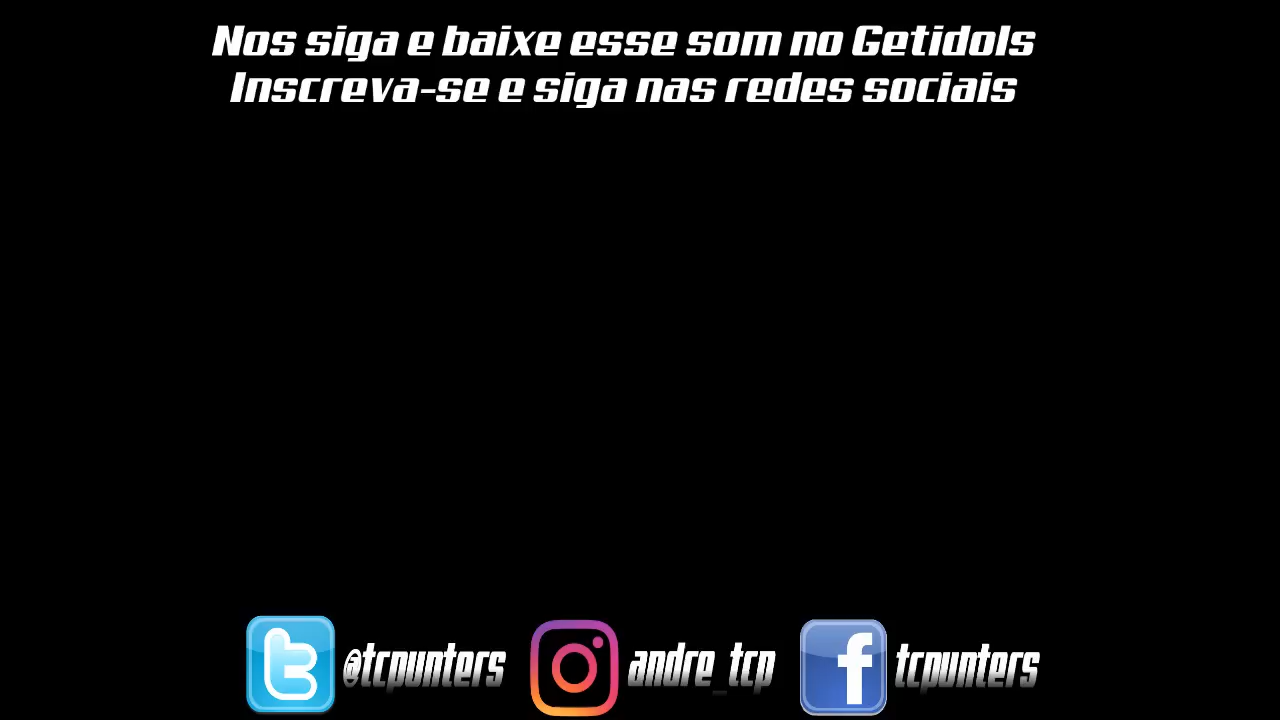 Nos siga e baixe esse som no Getidols
Inscreva-se e siga nas redes sociais
@tcpunters andre_tcp tcpunters